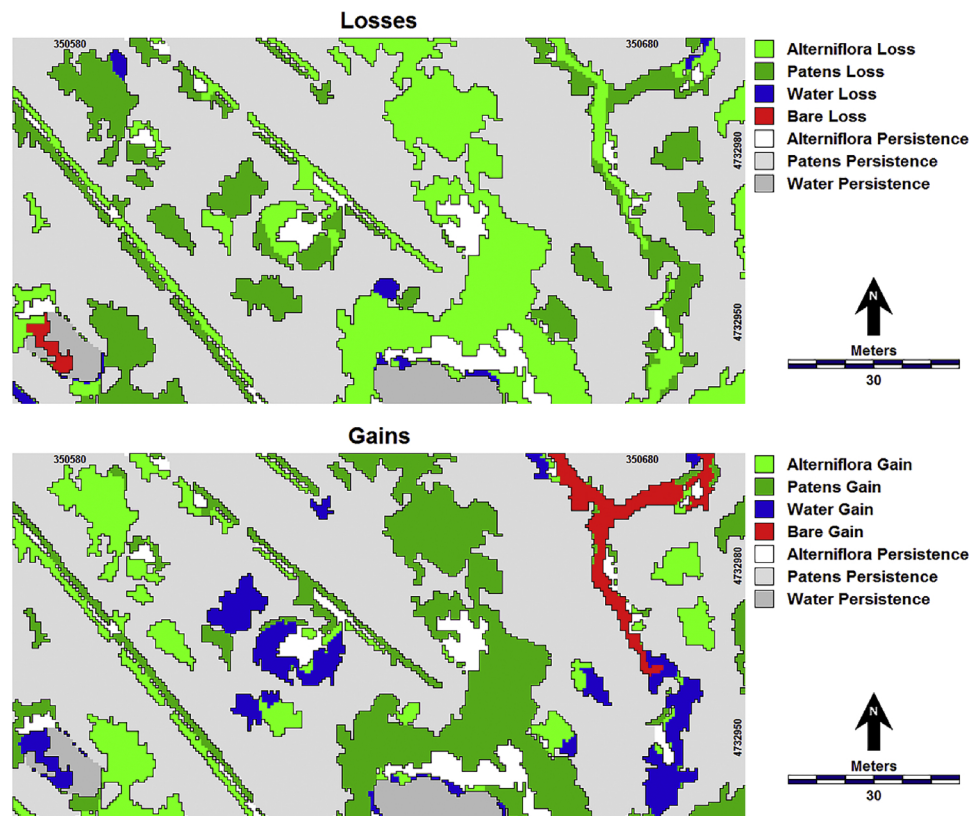 Losses
350580
350680
4732980
4732950
Alterniflora Loss
Patens Loss
Water Loss
Bare Loss
Alterniflora Persistence
Patens Persistence
Water Persistence
N
Meters
30
Gains
350580
350680
4732980
4732950
Alterniflora Gain
Patens Gain
Water Gain
Bare Gain
Alterniflora Persistence
Patens Persistence
Water Persistence
N
Meters
30